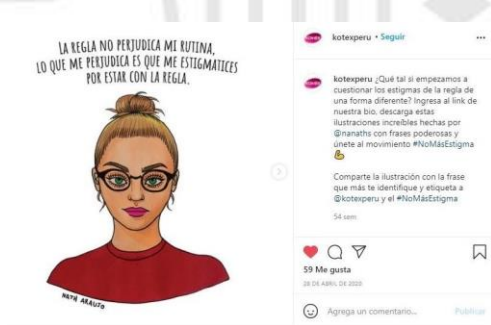 LA REGLA NO PERJUDICA MI RUTINA,
LO QUE ME PERJUDICA ES QUE ME ESTIGMATICES
POR ESTAR CON LA REGLA.
NATH ARAUJO
kotexperu • Seguir
kotexperu ¿Qué tal si empezamos a
cuestionar los estigmas de la regla de
una forma diferente? Ingresa al link de
nuestra bio, descarga estas
ilustraciones increíbles hechas por
@nanaths con frases poderosas y
únete al movimiento #NoMásEstigma
Comparte la ilustración con la frase
que más te identifique y etiqueta a
@kotexperu y el #NoMásEstigma
54 sem
59 Me gusta
28 DE ABRIL DE 2020
Agrega un comentario...
Publicar